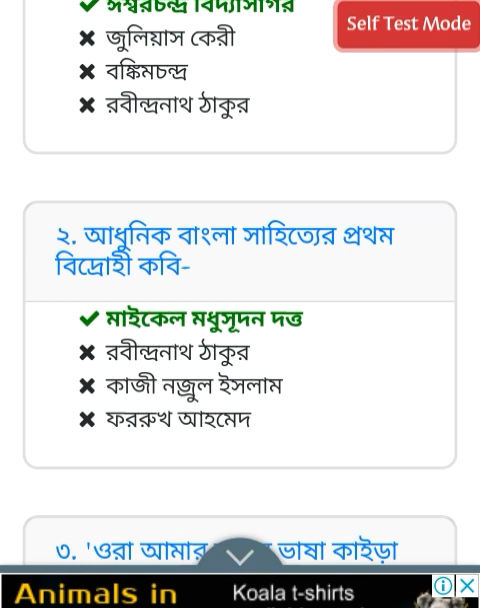 ঈশ্বরচন্দ্র বিদ্যাসাগর
Self Test Mode
জুলিয়াস কেরী
বঙ্কিমচন্দ্র
রবীন্দ্রনাথ ঠাকুর
২. আধুনিক বাংলা সাহিত্যের প্রথম
বিদ্রোহী কবি-
মাইকেল মধুসূদন দত্ত
রবীন্দ্রনাথ ঠাকুর
কাজী নজ্রুল ইসলাম
ফররুখ আহমেদ
৩. 'ওরা আমার ভাষা কাইড়া
Animals in
Koala t-shirts